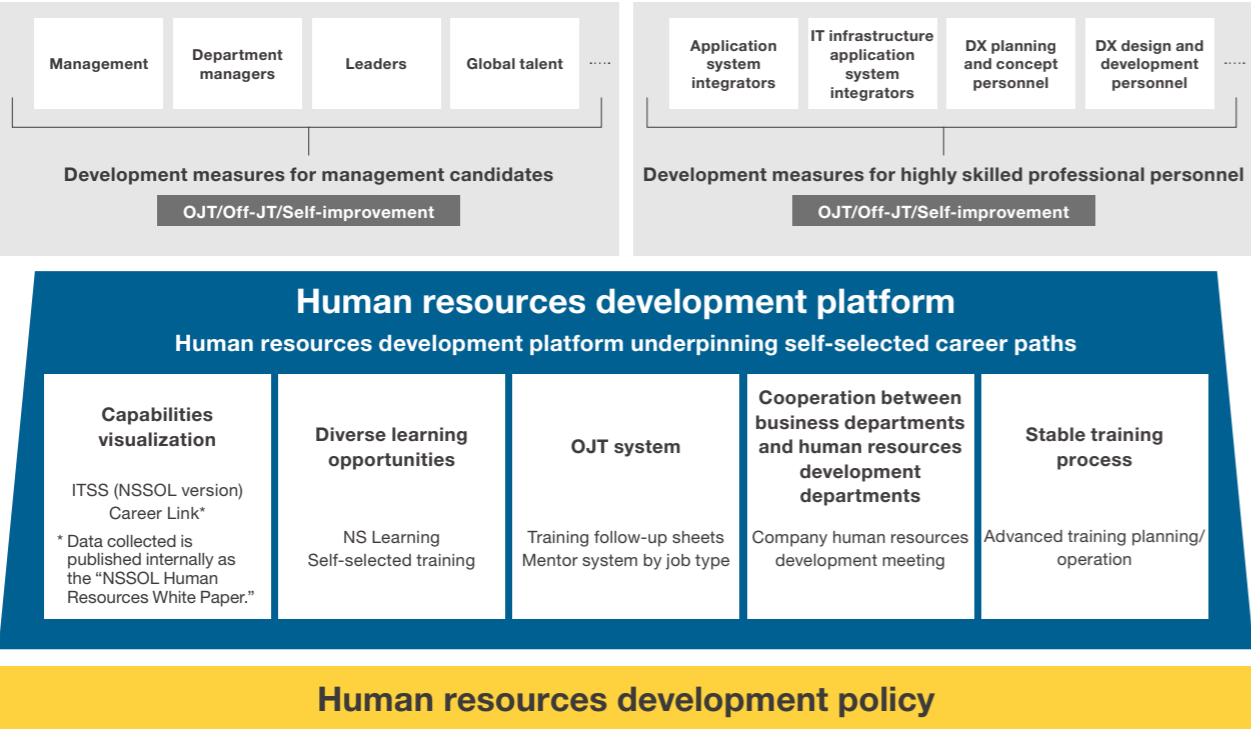 Management
Department
managers
Leaders
Global talent
.....
Development measures for management candidates
OJT/Off-JT/Self-improvement
Application
system
integrators
IT infrastructure
application
system
integrators
DX planning
and concept
personnel
DX design and
development
personnel
.....
Development measures for highly skilled professional personnel
OJT/Off-JT/Self-improvement
Human resources development platform
Human resources development platform underpinning self-selected career paths
Capabilities
visualization
ITSS (NSSOL version)
Career Link*
* Data collected is
published internally as
the “NSSOL Human
Resources White Paper.”
Diverse learning
opportunities
NS Learning
Self-selected training
OJT system
Training follow-up sheets
Mentor system by job type
Cooperation between
business departments
and human resources
development
departments
Company human resources
development meeting
Stable training
process
Advanced training planning/
operation
Human resources development policy